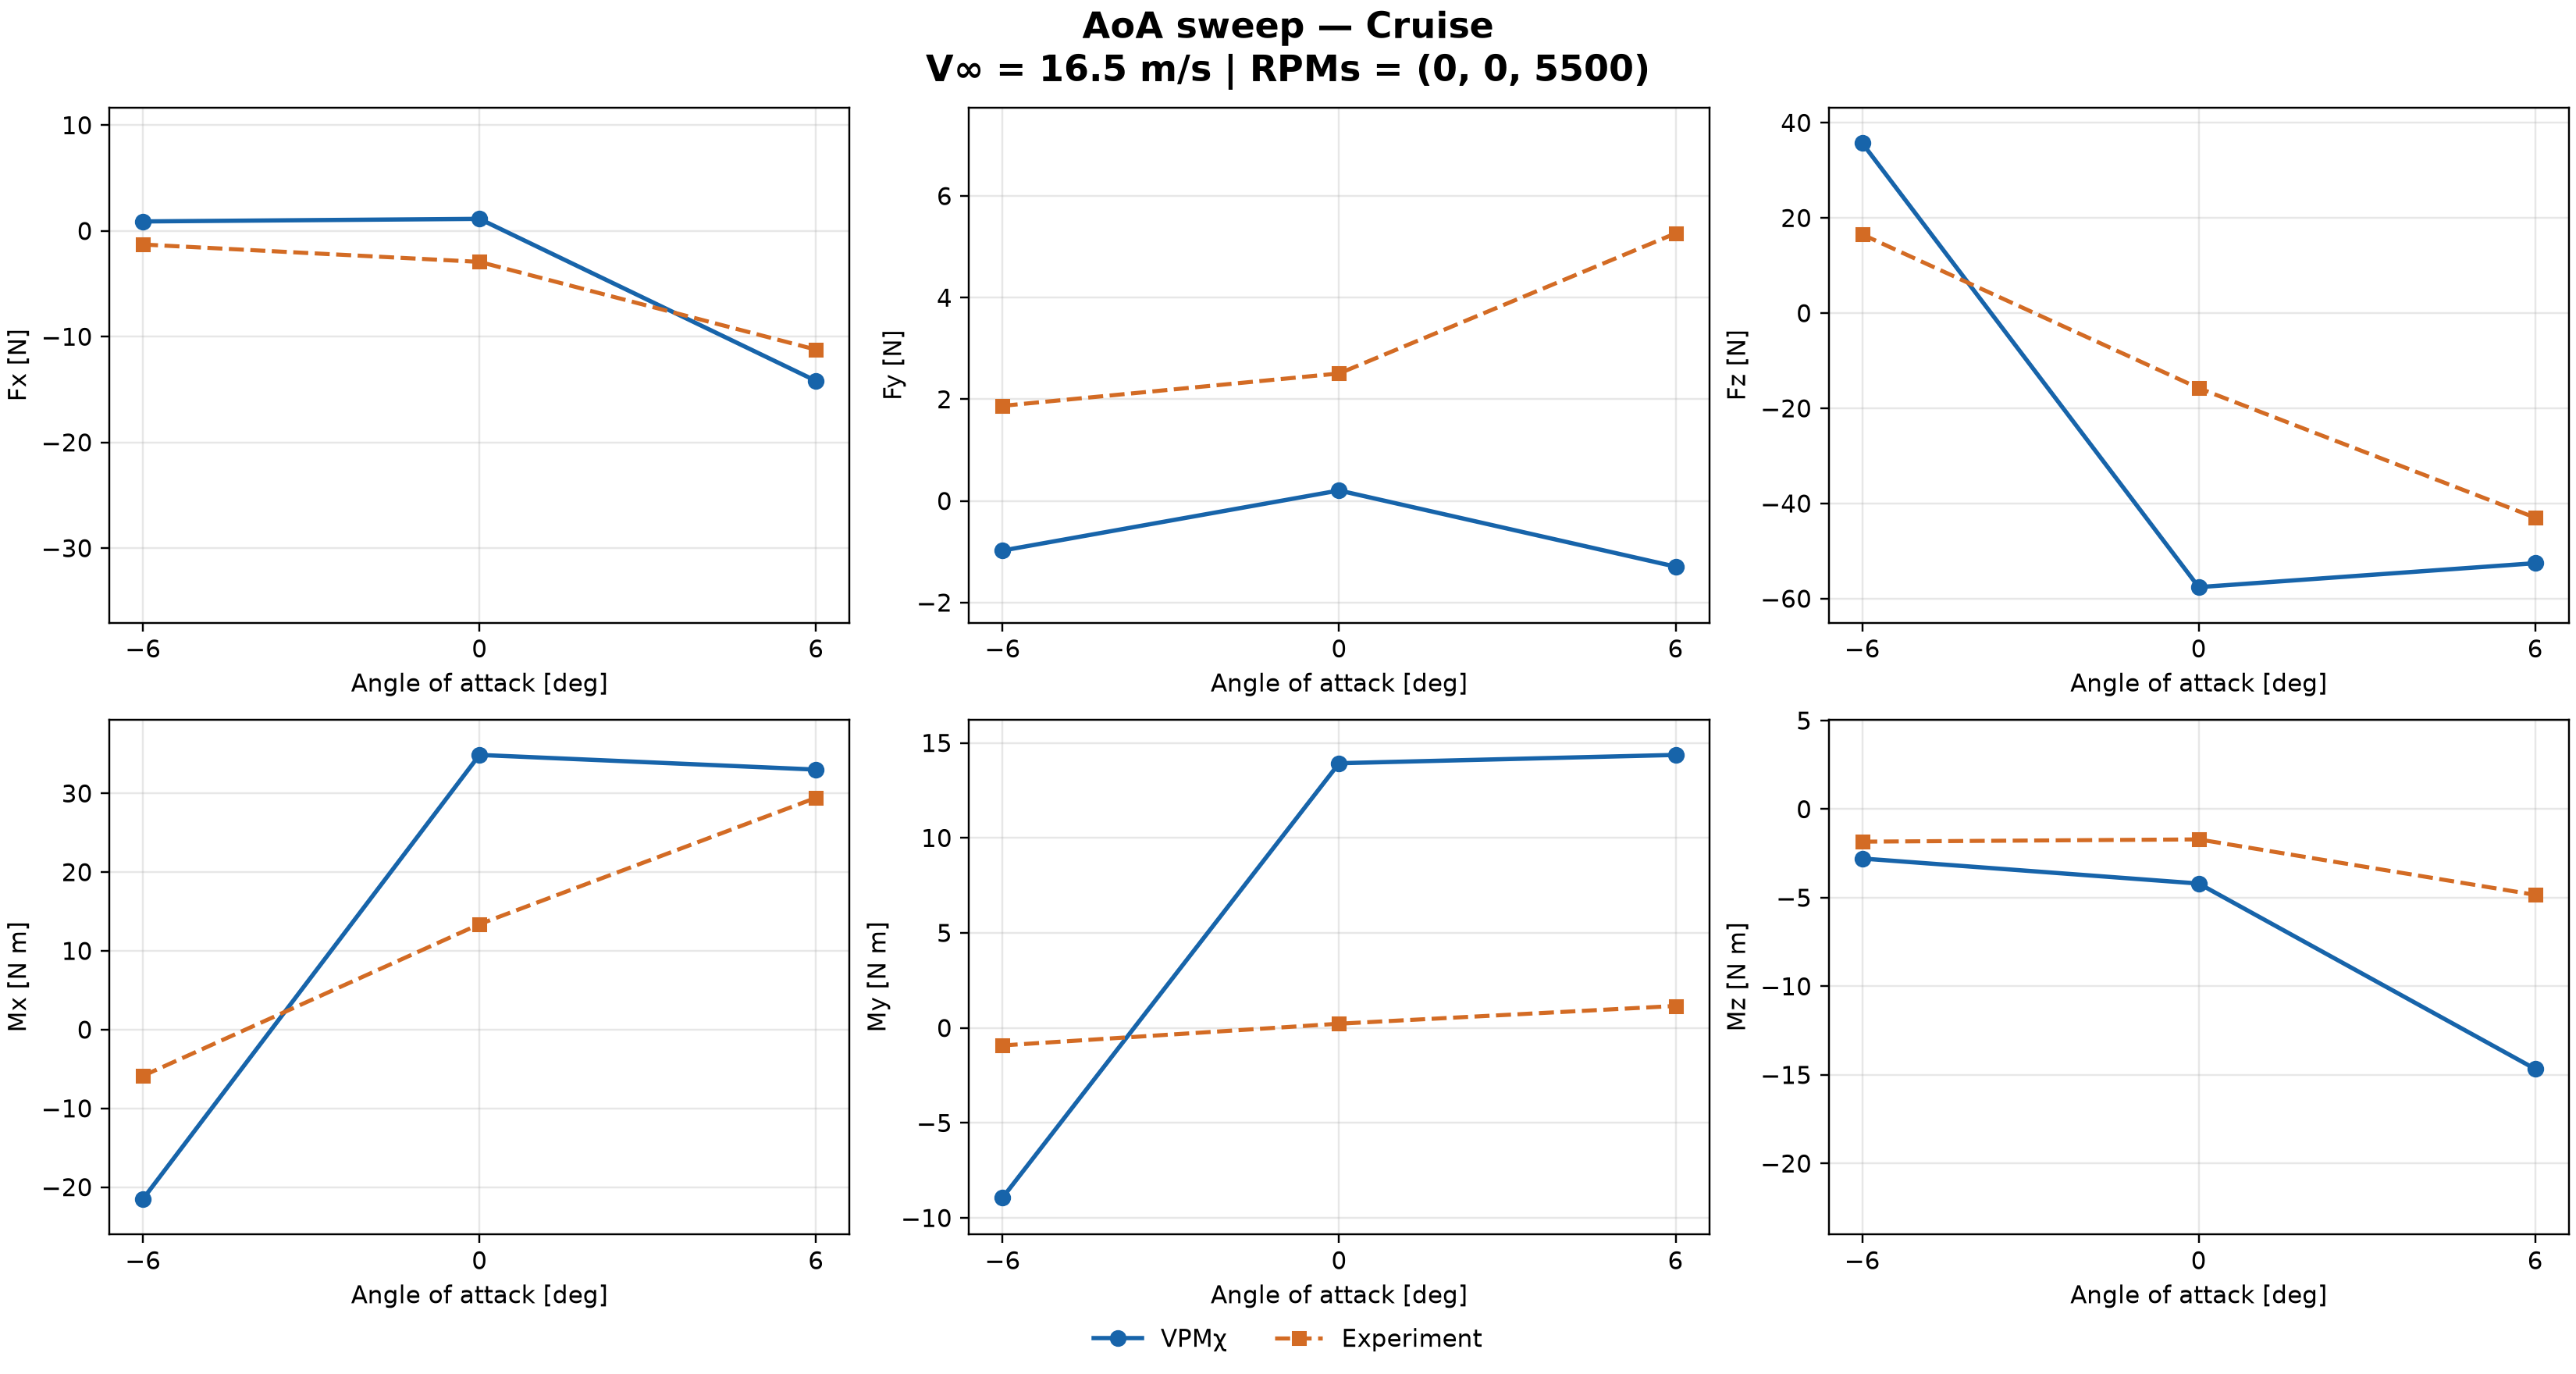 AoA sweep — Cruise
V∞ = 16.5 m/s | RPMs = (0, 0, 5500)
10
0
−10
−20
−30
Fx [N]
−6 0 6
Angle of attack [deg]
6
4
2
0
−2
Fy [N]
−6 0 6
Angle of attack [deg]
40
20
0
−20
−40
−60
Fz [N]
−6 0 6
Angle of attack [deg]
30
20
10
0
−10
−20
Mx [N m]
−6 0 6
Angle of attack [deg]
15
10
5
0
−5
−10
My [N m]
−6 0 6
Angle of attack [deg]
5
0
−5
−10
−15
−20
Mz [N m]
−6 0 6
Angle of attack [deg]
VPMχ Experiment